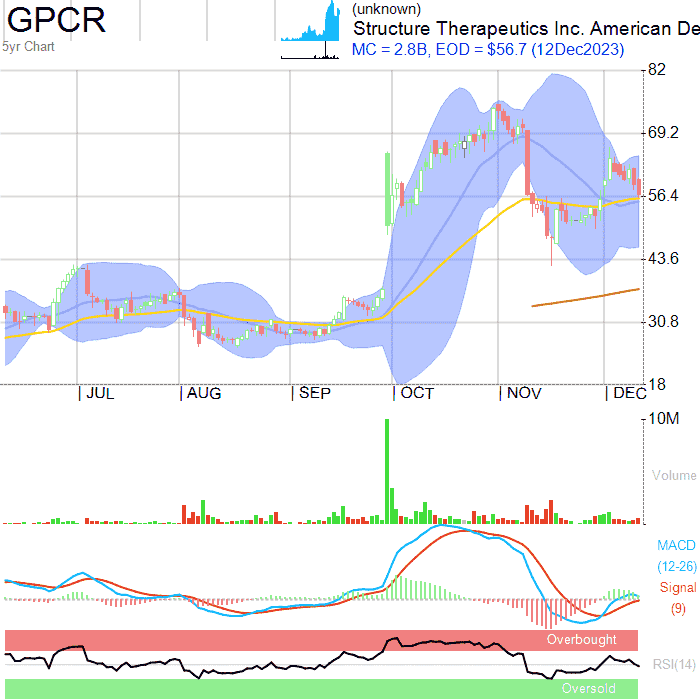 GPCR
5yr Chart
(unknown)
Structure Therapeutics Inc. American De
MC = 2.8B, EOD = $56.7 (12Dec2023)
82
69.2
56.4
43.6
30.8
18
JUL AUG SEP OCT NOV DEC
10M
Volume
MACD
(12-26)
Signal
(9)
Overbought
RSI(14)
Oversold